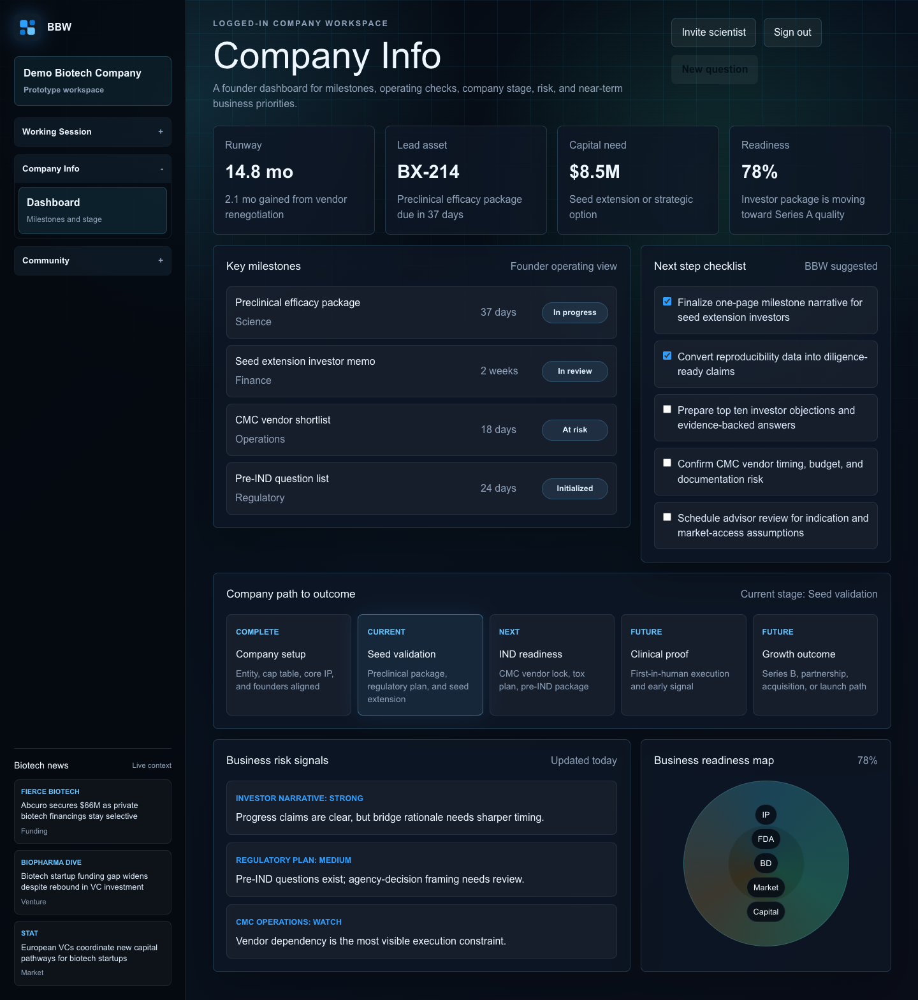 BBW
Demo Biotech Company
Prototype workspace
Working Session +
Company Info -
Dashboard
Milestones and stage
Community +
Biotech news Live context
FIERCE BIOTECH
Abcuro secures $66M as private
biotech financings stay selective
Funding
BIOPHARMA DIVE
Biotech startup funding gap widens
despite rebound in VC investment
Venture
STAT
European VCs coordinate new capital
pathways for biotech startups
Market
LOGGED-IN COMPANY WORKSPACE
Company Info
A founder dashboard for milestones, operating checks, company stage, risk, and near-term
business priorities.
Invite scientist Sign out
New question
Runway
14.8 mo
2.1 mo gained from vendor
renegotiation
Lead asset
BX-214
Preclinical efficacy package
due in 37 days
Capital need
$8.5M
Seed extension or strategic
option
Readiness
78%
Investor package is moving
toward Series A quality
Key milestones Founder operating view
Preclinical efficacy package
Science
37 days
In progress
Seed extension investor memo
Finance
2 weeks
In review
CMC vendor shortlist
Operations
18 days
At risk
Pre-IND question list
Regulatory
24 days
Initialized
Next step checklist BBW suggested
Finalize one-page milestone narrative for
seed extension investors
Convert reproducibility data into diligence-
ready claims
Prepare top ten investor objections and
evidence-backed answers
Confirm CMC vendor timing, budget, and
documentation risk
Schedule advisor review for indication and
market-access assumptions
Company path to outcome Current stage: Seed validation
COMPLETE
Company setup
Entity, cap table, core IP,
and founders aligned
CURRENT
Seed validation
Preclinical package,
regulatory plan, and seed
extension
NEXT
IND readiness
CMC vendor lock, tox
plan, pre-IND package
FUTURE
Clinical proof
First-in-human execution
and early signal
FUTURE
Growth outcome
Series B, partnership,
acquisition, or launch path
Business risk signals Updated today
INVESTOR NARRATIVE: STRONG
Progress claims are clear, but bridge rationale needs sharper timing.
REGULATORY PLAN: MEDIUM
Pre-IND questions exist; agency-decision framing needs review.
CMC OPERATIONS: WATCH
Vendor dependency is the most visible execution constraint.
Business readiness map 78%
IP
FDA
BD
Market
Capital